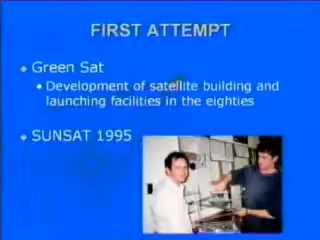 FIRST ATTEMPT
Green Sat
Development of satellite building and
launching facilities in the eighties
SUNSAT 1995